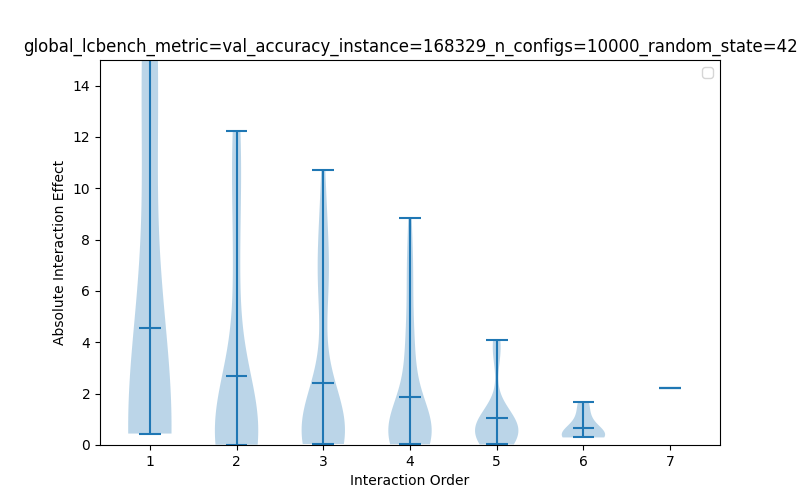 global_lcbench_metric=val_accuracy_instance=168329_n_configs=10000_random_state=42
14
12
10
8
6
4
2
0
Absolute Interaction Effect
1 2 3 4 5 6 7
Interaction Order